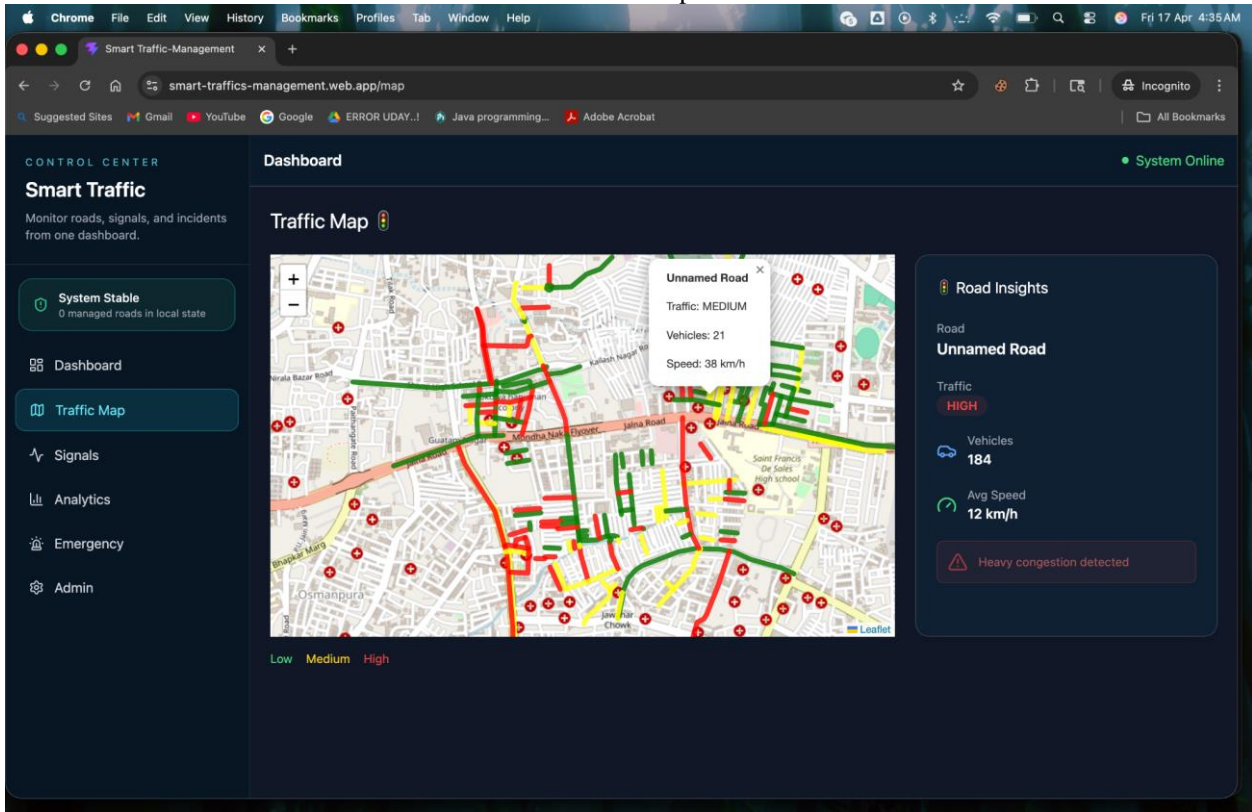 Chrome File Edit View History Bookmarks Profiles Tab Window Help Fri 17 Apr 4:35 AM
Smart Traffic-Management
smart-traffics-management.web.app/map
Incognito
Suggested Sites Gmail YouTube Google ERROR UDAY..! Java programming... Adobe Acrobat All Bookmarks
CONTROL CENTER
Smart Traffic
Monitor roads, signals, and incidents
from one dashboard.
System Stable
0 managed roads in local state
Dashboard
Traffic Map
Signals
Analytics
Emergency
Admin
Dashboard
System Online
Traffic Map
+
−
Unnamed Road
×
Traffic: MEDIUM
Vehicles: 21
Speed: 38 km/h
Tilak Road
Kailash Nagar
Paithangate Road
Mondha Naka Flyover
Jalna Road
Jalna Road
Saint Francis
De Sales
High school
Bhapkar Marg
Osmanpura
Chowk
Leaflet
Low Medium High
Road Insights
Road
Unnamed Road
Traffic
HIGH
Vehicles
184
Avg Speed
12 km/h
Heavy congestion detected